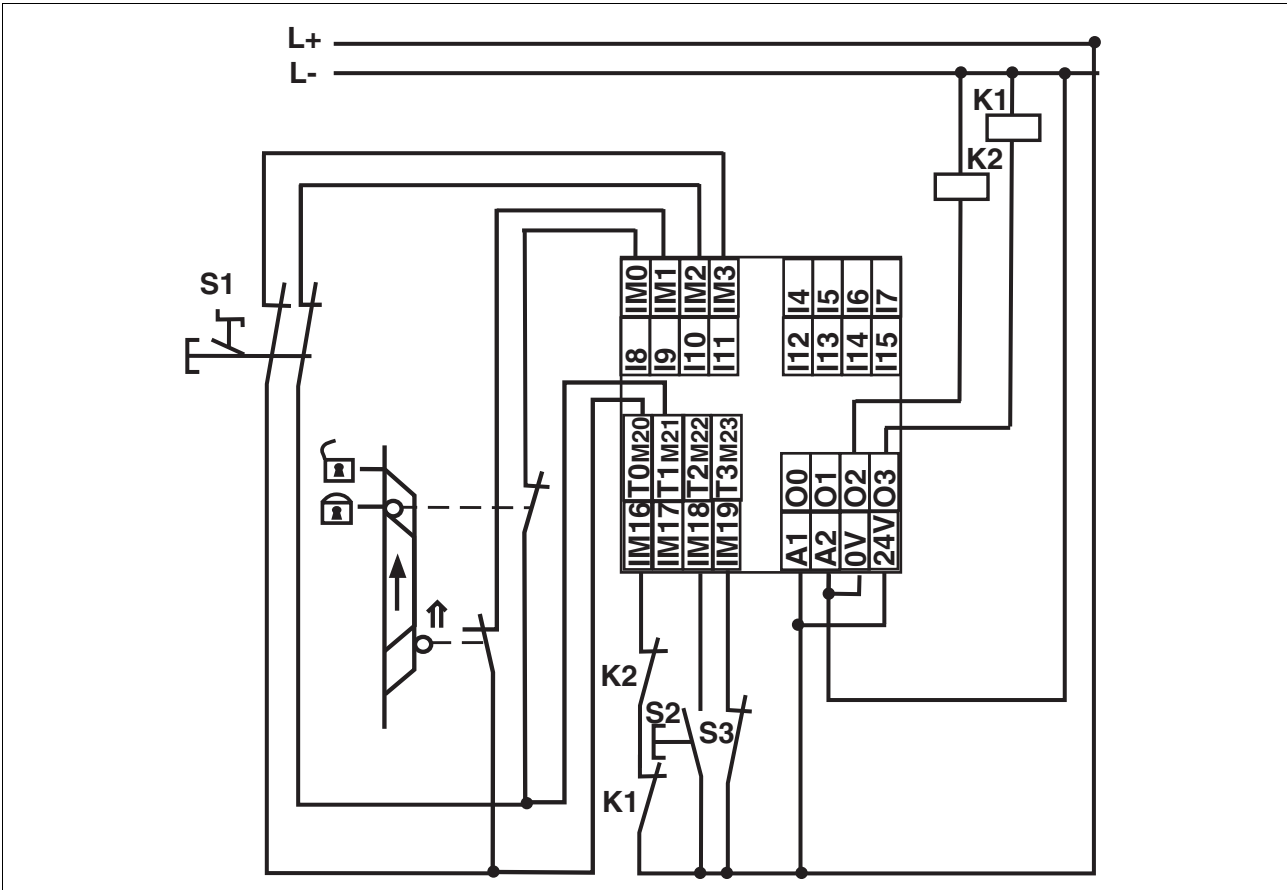 L+
L-
K1
K2
S1
IM0 IM1 IM2 IM3
I4 I5 I6 I7
I8 I9 I10 I11
I12 I13 I14 I15
T0M20 T1M21 T2M22 T3M23
O0 O1 O2 O3
IM16 IM17 IM18 IM19
A1 A2 0V 24V
K2
S2
S3
K1